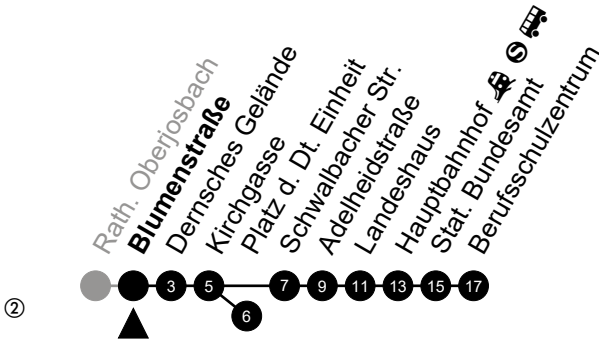 Rath. Oberjosbach
Blumenstraße
Dernsches Gelände
Kirchgasse
Platz d. Dt. Einheit
Schwalbacher Str.
Adelheidstraße
Landeshaus
Hauptbahnhof Ⓢ
Stat. Bundesamt
Berufsschulzentrum
② 3 5 7 9 11 13 15 17
6